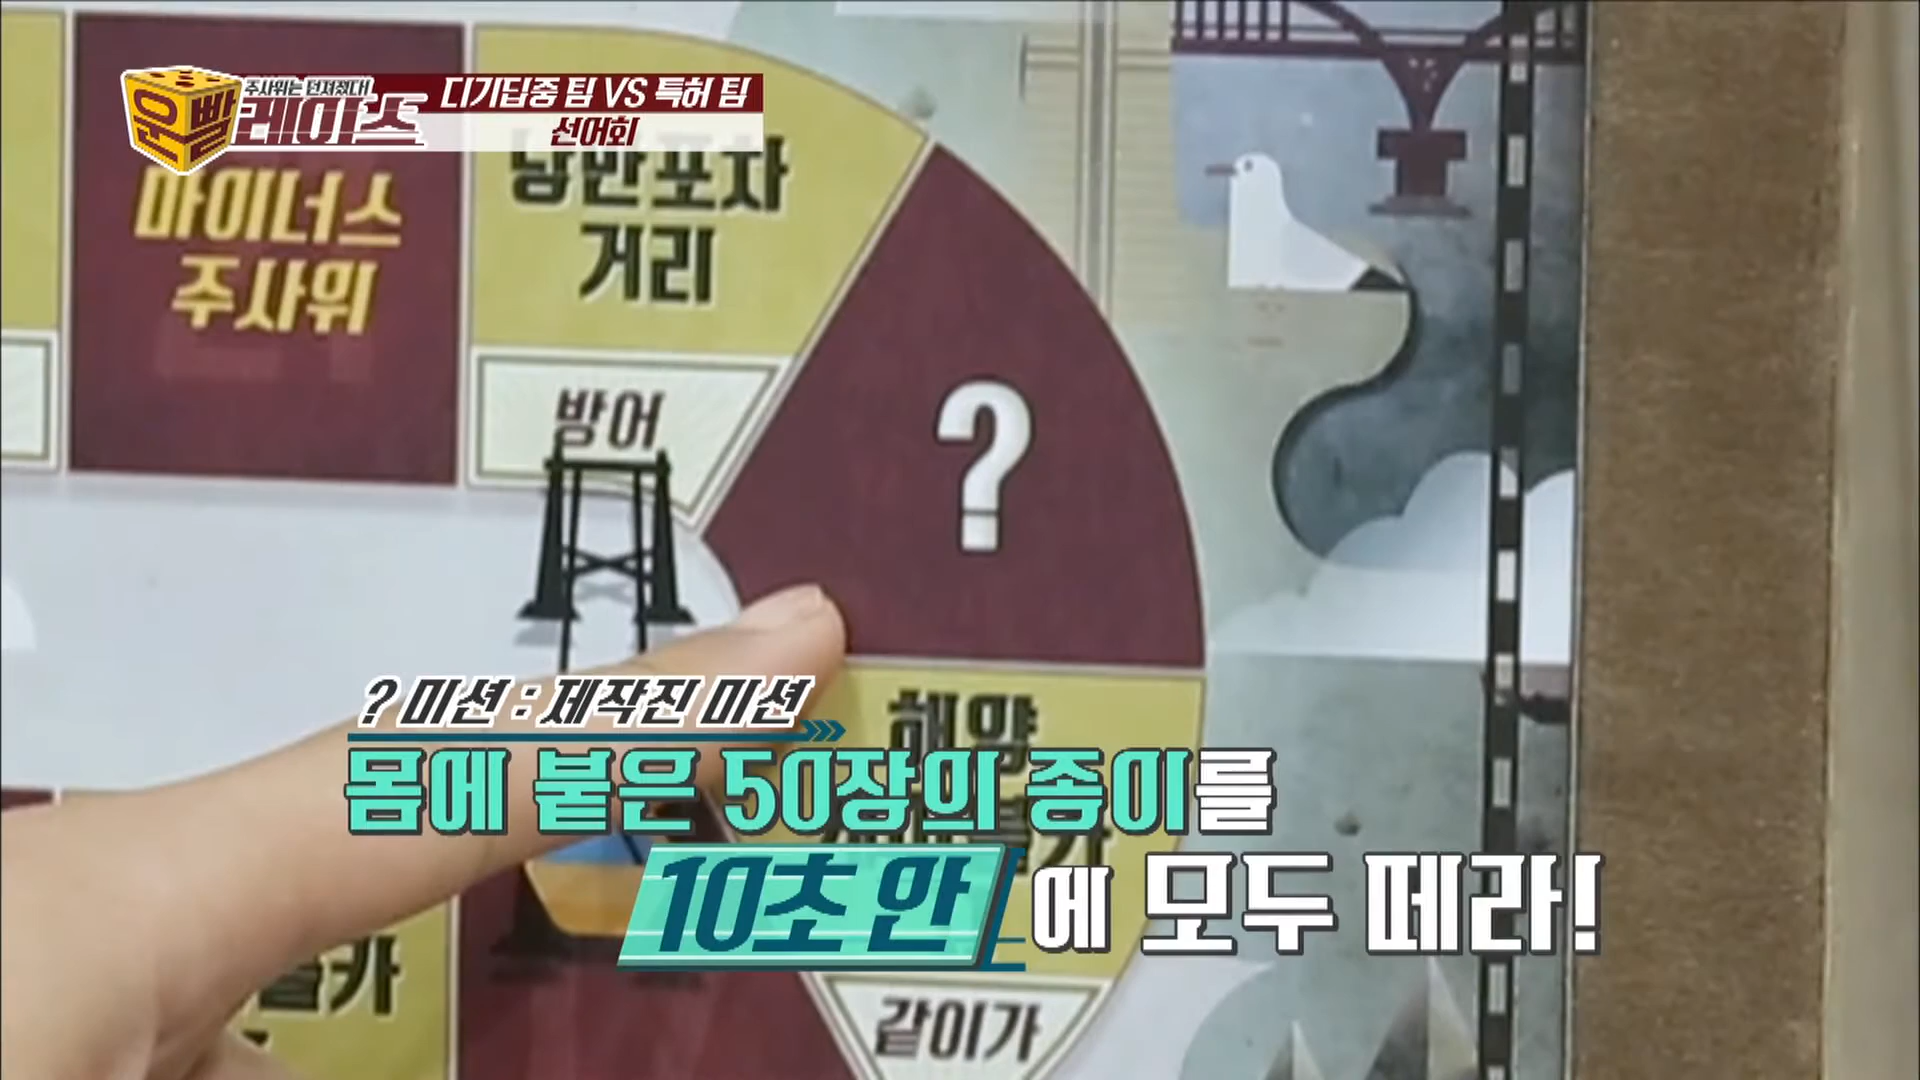 주사위는 던져졌다!
운빨
레이스
디기답중 팀 VS 특허 팀
선어회
마이너스
주사위
낭만포차
거리
방어
?
? 미션 : 제작진 미션
해양
몸에 붙은 50장의 종이를
10초 안에 모두 떼라!
같이가